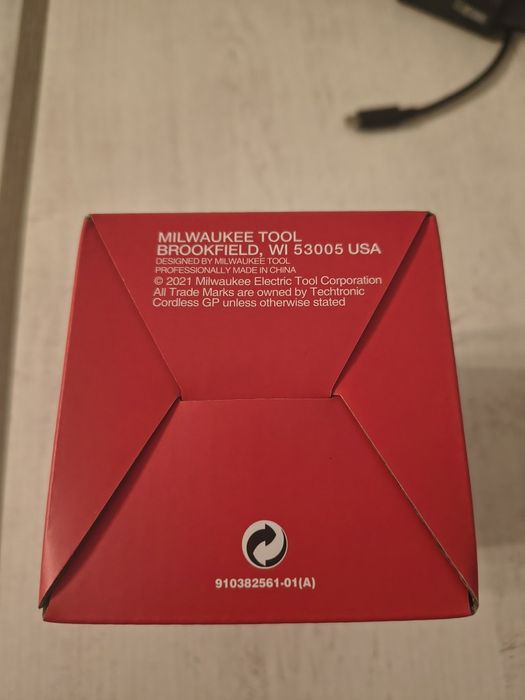 MILWAUKEE TOOL
BROOKFIELD, WI 53005 USA
DESIGNED BY MILWAUKEE TOOL
PROFESSIONALLY MADE IN CHINA
© 2021 Milwaukee Electric Tool Corporation
All Trade Marks are owned by Techtronic
Cordless GP unless otherwise stated
910382561-01(A)